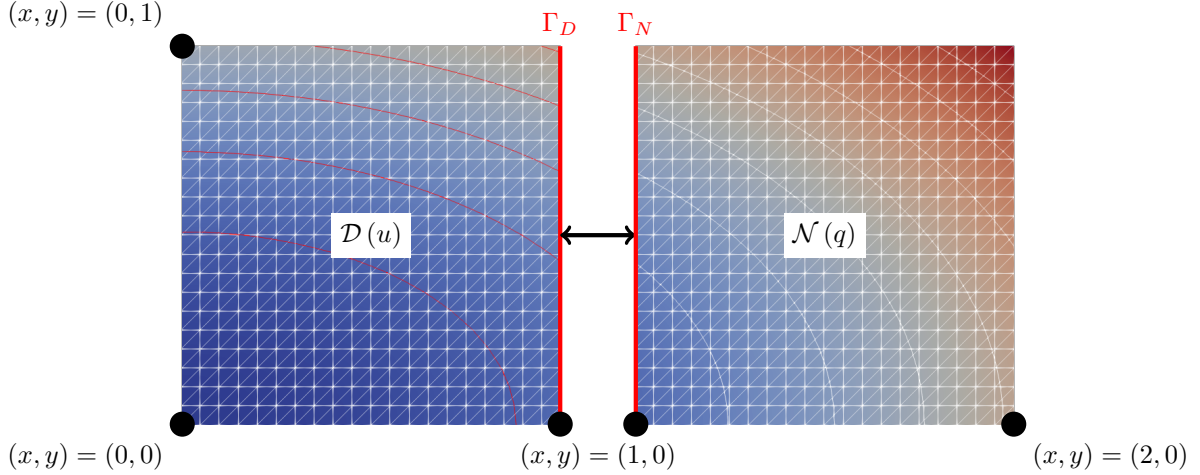 (x, y) = (0, 1)
Γ_D Γ_N
𝒟 (u) 𝒩 (q)
(x, y) = (0, 0) (x, y) = (1, 0) (x, y) = (2, 0)